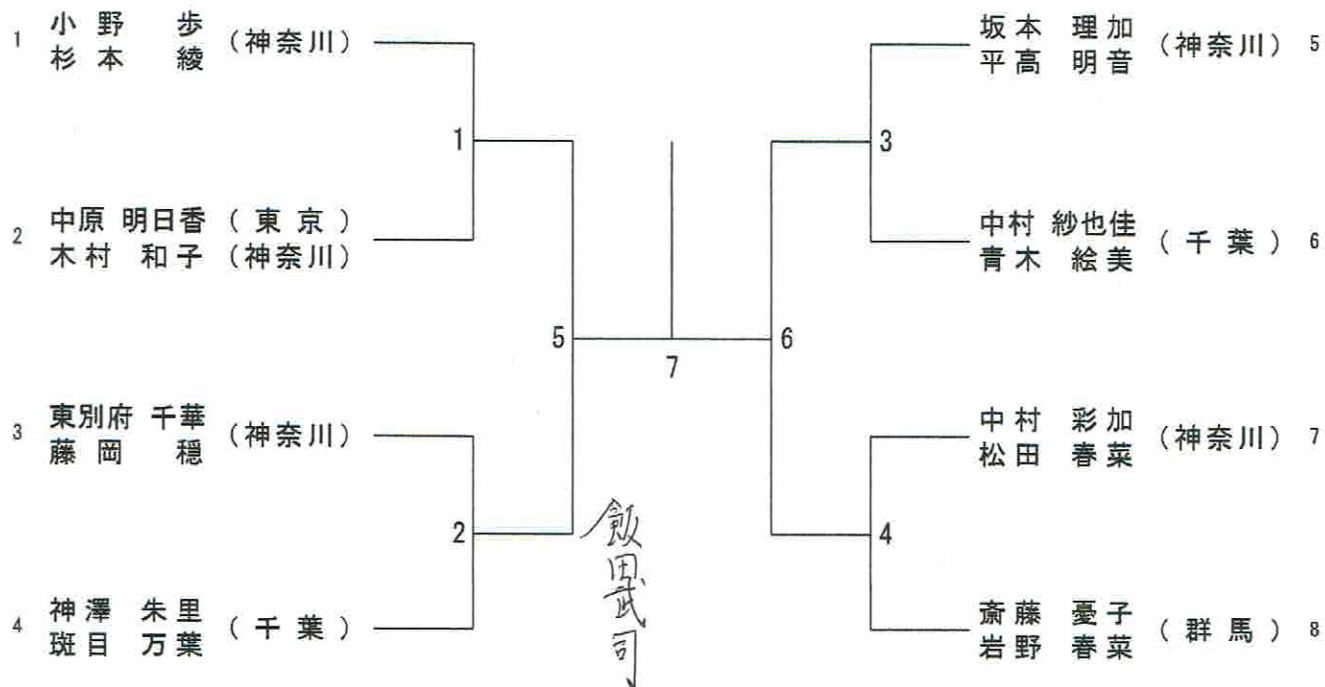 1 小野 歩 (神奈川)
杉本 綾
1
2 中原 明日香 (東京)
木村 和子 (神奈川)
3 東別府 千華 (神奈川)
藤岡 穏
2
4 神澤 朱里 (千葉)
斑目 万葉
5
7
飯田武司
坂本 理加 (神奈川) 5
平高 明音
3
中村 紗也佳 (千葉) 6
青木 絵美
6
中村 彩加 (神奈川) 7
松田 春菜
4
斎藤 憂子 (群馬) 8
岩野 春菜